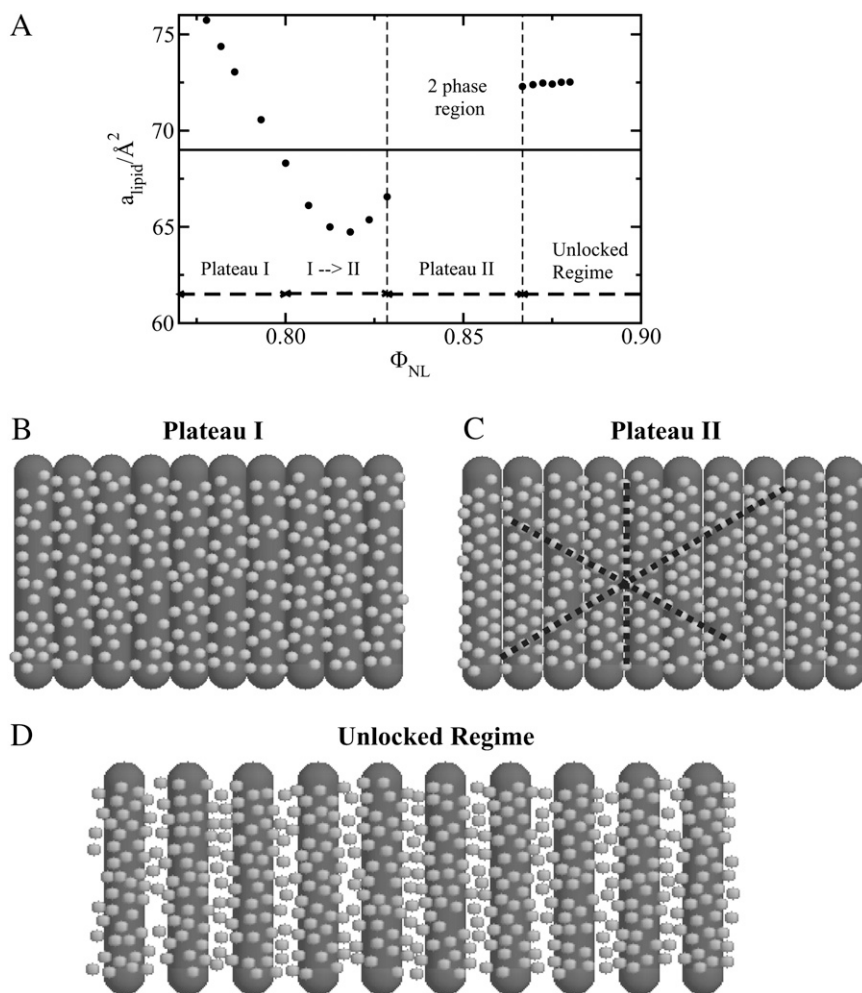 A
75
70
65
60
a_lipid/Å²
2 phase
region
Plateau I
I --> II
Plateau II
Unlocked
Regime
0.80
0.85
0.90
Φ_NL
B
Plateau I
C
Plateau II
D
Unlocked Regime